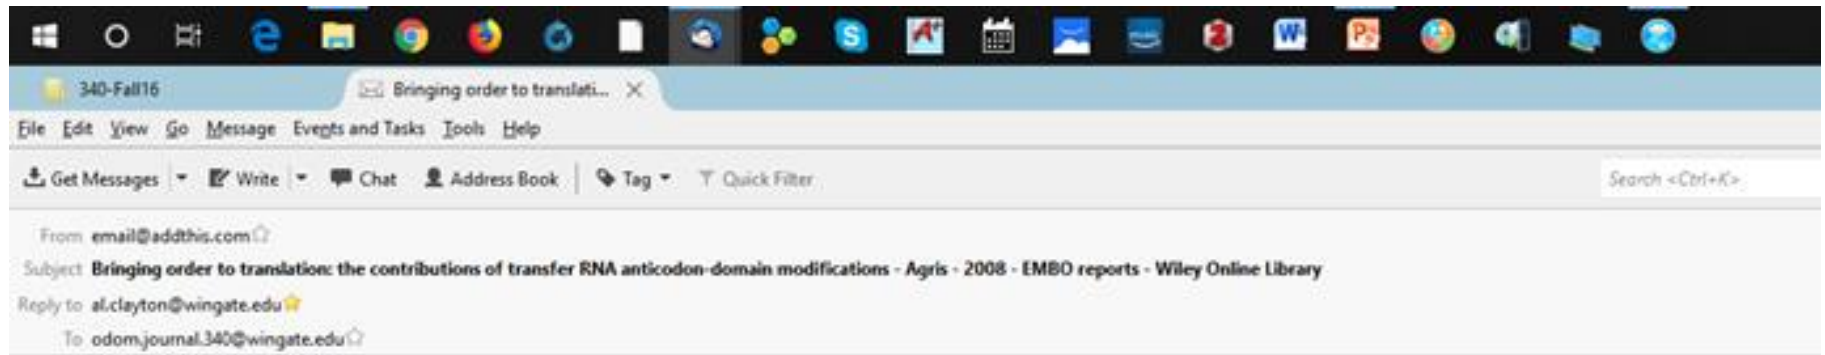 340-Fall16
Bringing order to translati...
File Edit View Go Message Events and Tasks Tools Help
Get Messages Write Chat Address Book Tag Quick Filter
Search <Ctrl+K>
From email@addthis.com
Subject Bringing order to translation: the contributions of transfer RNA anticodon-domain modifications - Agris - 2008 - EMBO reports - Wiley Online Library
Reply to al.clayton@wingate.edu
To odom.journal.340@wingate.edu